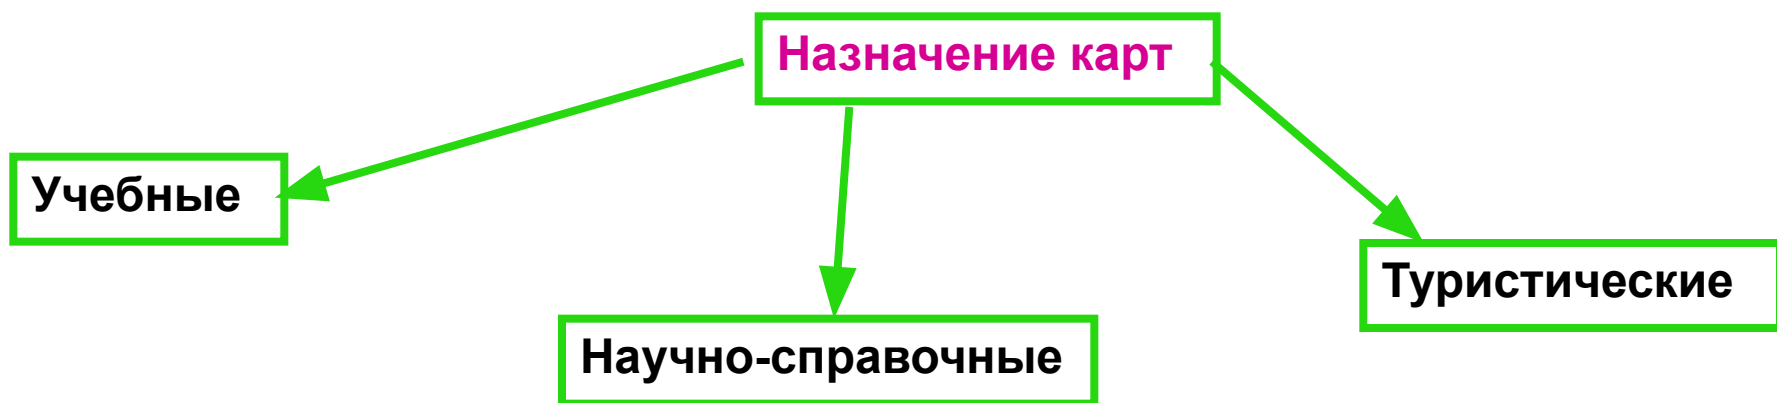 Назначение карт
Учебные
Туристические
Научно-справочные